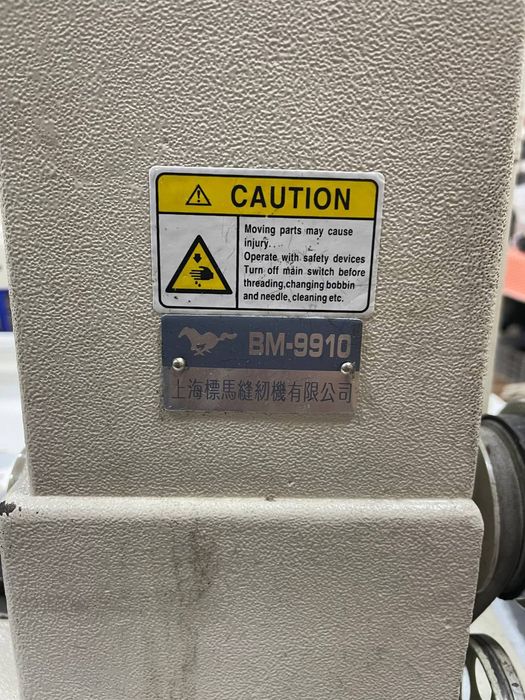 CAUTION
Moving parts may cause
injury...
Operate with safety devices
Turn off main switch before
threading,changing bobbin
and needle, cleaning etc.
BM-9910
上海標馬縫紉機有限公司